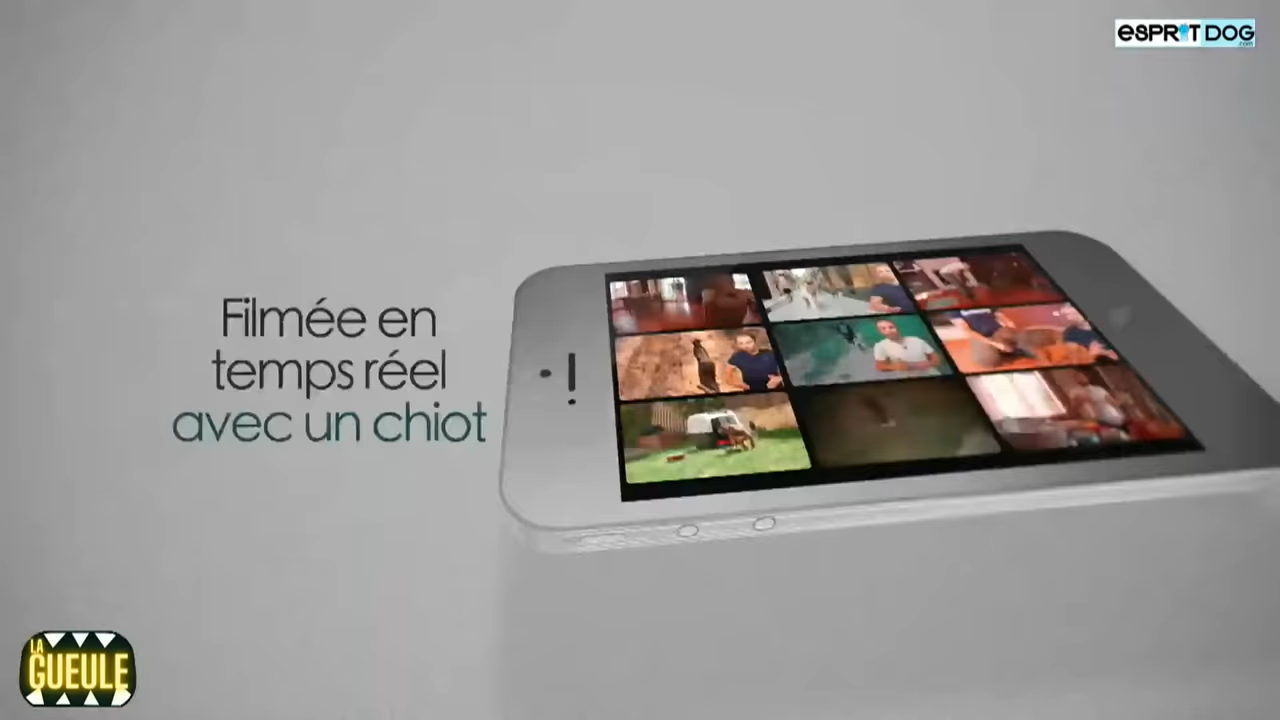 ESPRIT DOG
.com
Filmée en
temps réel
avec un chiot
LA
GUEULE